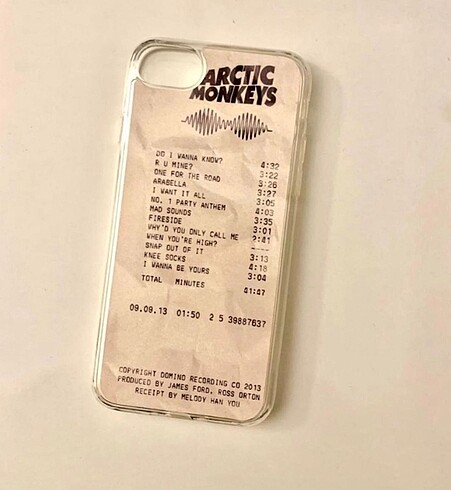 ARCTIC
MONKEYS
DO I WANNA KNOW? 4:32
R U MINE? 3:22
ONE FOR THE ROAD 3:26
ARABELLA 3:27
I WANT IT ALL 3:05
NO. 1 PARTY ANTHEM 4:03
MAD SOUNDS 3:35
FIRESIDE 3:01
WHY'D YOU ONLY CALL ME 2:41
WHEN YOU'RE HIGH? ----
SNAP OUT OF IT 3:13
KNEE SOCKS 4:18
I WANNA BE YOURS 3:04
TOTAL MINUTES 41:47
09.09.13 01:50 2 5 39887637
COPYRIGHT DOMINO RECORDING CO 2013
PRODUCED BY JAMES FORD, ROSS ORTON
RECEIPT BY MELODY HAN YOU